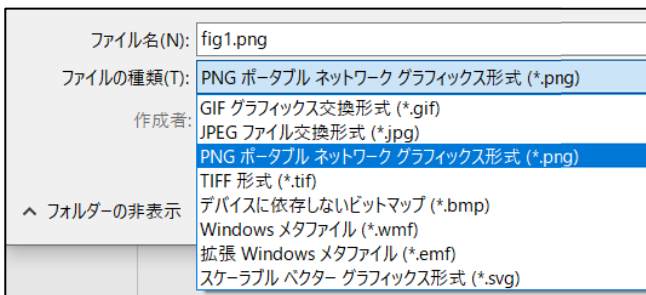 ファイル名(N): fig1.png
ファイルの種類(T): PNG ポータブル ネットワーク グラフィックス形式 (*.png)
作成者:
GIF グラフィックス交換形式 (*.gif)
JPEG ファイル交換形式 (*.jpg)
PNG ポータブル ネットワーク グラフィックス形式 (*.png)
TIFF 形式 (*.tif)
デバイスに依存しないビットマップ (*.bmp)
Windows メタファイル (*.wmf)
拡張 Windows メタファイル (*.emf)
スケーラブル ベクター グラフィックス形式 (*.svg)
フォルダーの非表示